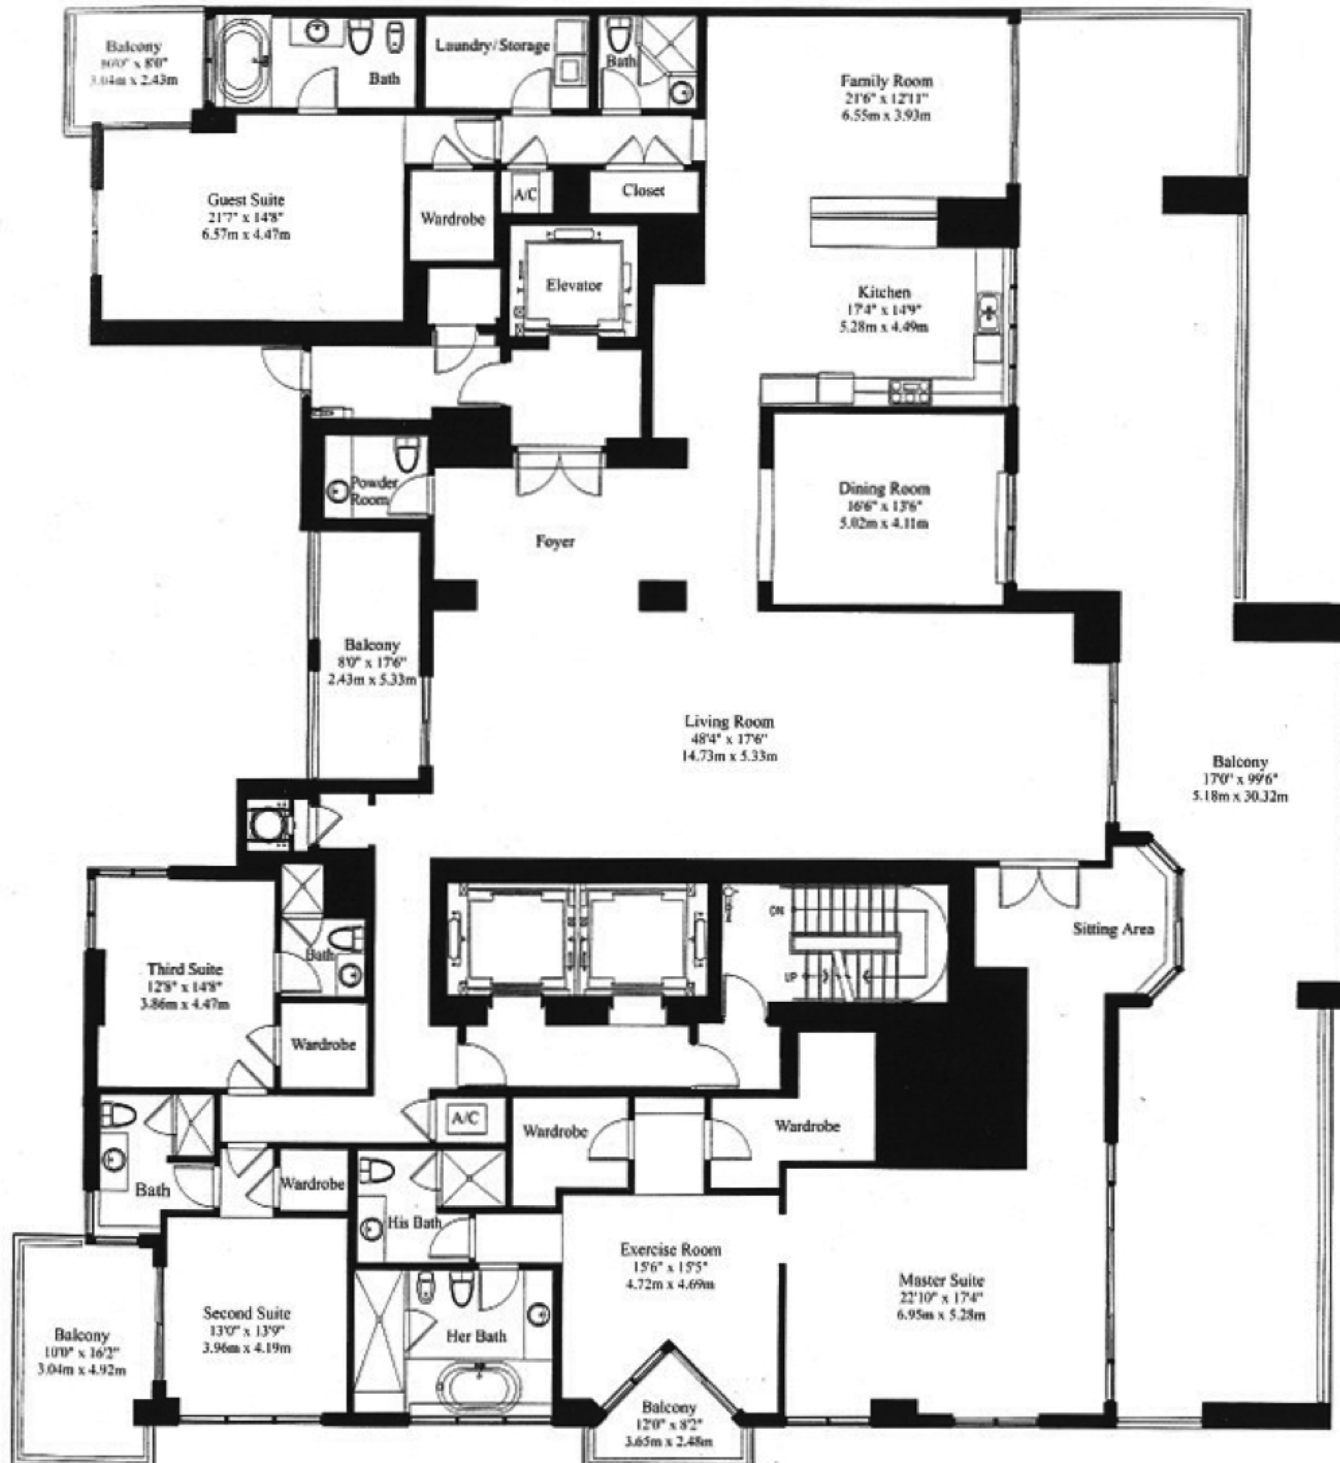 Balcony
10'0" x 8'0"
3.04m x 2.43m
Bath
Laundry/Storage
Bath
Family Room
21'6" x 12'11"
6.55m x 3.93m
Guest Suite
21'7" x 14'8"
6.57m x 4.47m
Wardrobe
A/C
Closet
Elevator
Kitchen
17'4" x 14'9"
5.28m x 4.49m
Powder
Room
Dining Room
16'6" x 13'6"
5.02m x 4.11m
Foyer
Balcony
8'0" x 17'6"
2.43m x 5.33m
Living Room
48'4" x 17'6"
14.73m x 5.33m
Balcony
17'0" x 99'6"
5.18m x 30.32m
DN
UP
Sitting Area
Third Suite
12'8" x 14'8"
3.86m x 4.47m
Bath
Wardrobe
A/C
Wardrobe
Wardrobe
Bath
Wardrobe
His Bath
Exercise Room
15'6" x 15'5"
4.72m x 4.69m
Master Suite
22'10" x 17'4"
6.95m x 5.28m
Second Suite
13'0" x 13'9"
3.96m x 4.19m
Her Bath
Balcony
10'0" x 16'2"
3.04m x 4.92m
Balcony
12'0" x 8'2"
3.65m x 2.48m